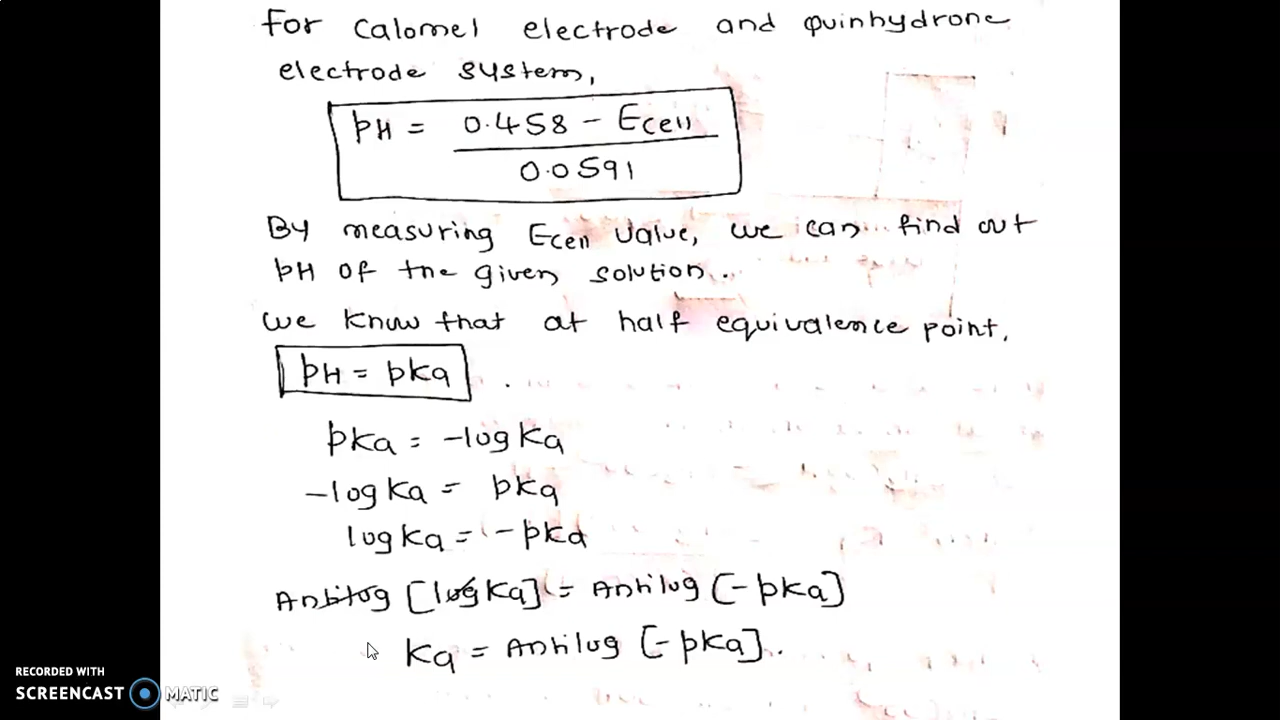 For Calomel electrode and quinhydrone
electrode system,
pH = 0.458 - Ecell
0.0591
By measuring Ecell value, we can find out
pH of the given solution.
we know that at half equivalence point,
pH = pka
pka = -log Ka
-log Ka = pka
log Ka = -pka
Antilog [log Ka] = Antilog [-pka]
Ka = Antilog [-pka].
RECORDED WITH
SCREENCAST MATIC